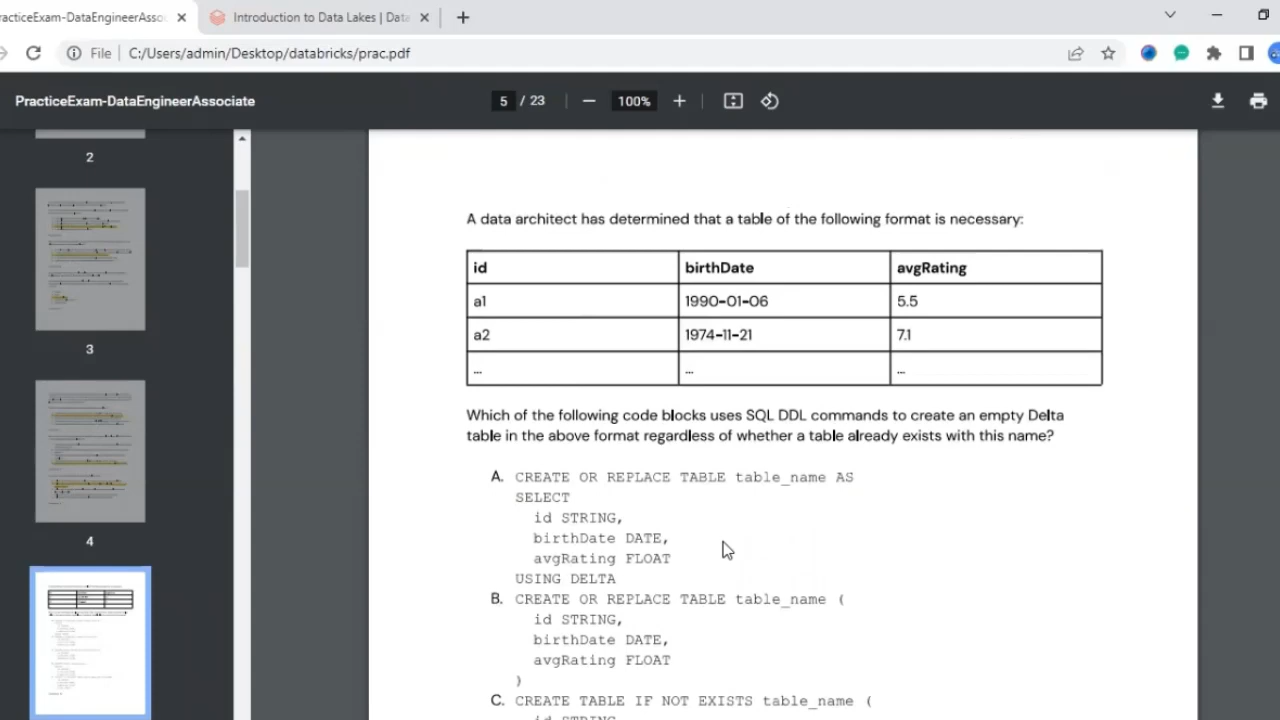 racticeExam-DataEngineerAsso
Introduction to Data Lakes | Data
File
C:/Users/admin/Desktop/databricks/prac.pdf
PracticeExam-DataEngineerAssociate
5 / 23
100%
2
3
4
A data architect has determined that a table of the following format is necessary:
id birthDate avgRating
a1 1990-01-06 5.5
a2 1974-11-21 7.1
... ... ...
Which of the following code blocks uses SQL DDL commands to create an empty Delta
table in the above format regardless of whether a table already exists with this name?
A. CREATE OR REPLACE TABLE table_name AS
SELECT
id STRING,
birthDate DATE,
avgRating FLOAT
USING DELTA
B. CREATE OR REPLACE TABLE table_name (
id STRING,
birthDate DATE,
avgRating FLOAT
)
C. CREATE TABLE IF NOT EXISTS table_name (
id STRING